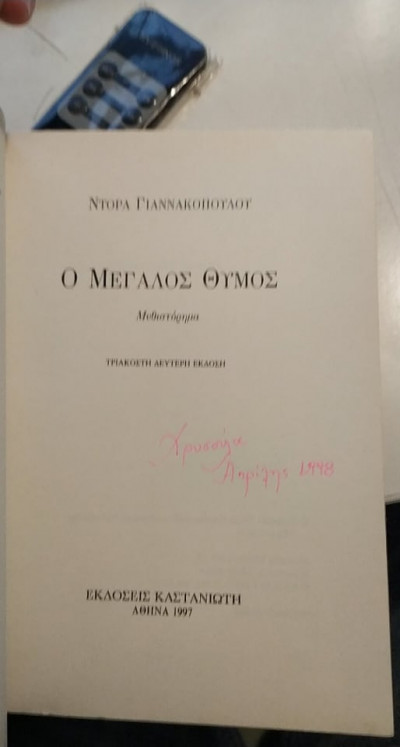 ΝΤΟΡΑ ΓΙΑΝΝΑΚΟΠΟΥΛΟΥ
Ο ΜΕΓΑΛΟΣ ΘΥΜΟΣ
Μυθιστόρημα
ΤΡΙΑΚΟΣΤΗ ΔΕΥΤΕΡΗ ΕΚΔΟΣΗ
Απρίλης 1998
ΕΚΔΟΣΕΙΣ ΚΑΣΤΑΝΙΩΤΗ
ΑΘΗΝΑ 1997